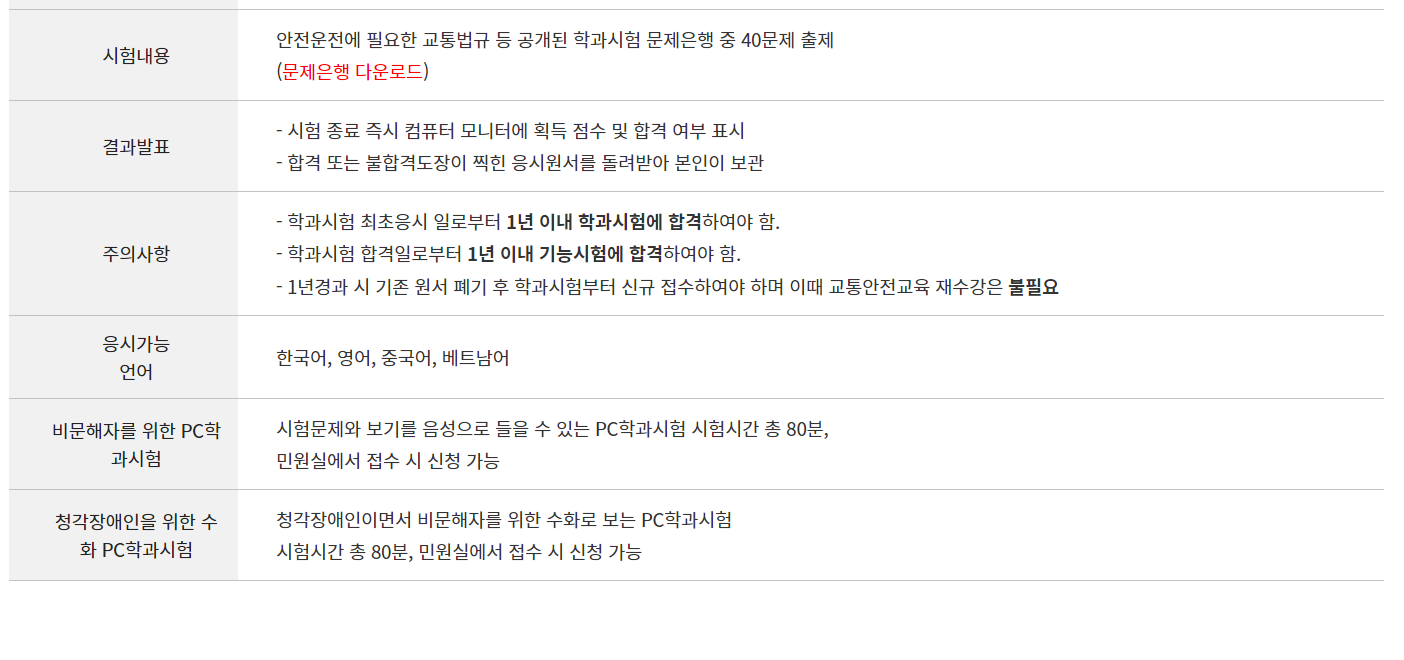 시험내용
안전운전에 필요한 교통법규 등 공개된 학과시험 문제은행 중 40문제 출제
(문제은행 다운로드)
결과발표
- 시험 종료 즉시 컴퓨터 모니터에 획득 점수 및 합격 여부 표시
- 합격 또는 불합격도장이 찍힌 응시원서를 돌려받아 본인이 보관
주의사항
- 학과시험 최초응시 일로부터 1년 이내 학과시험에 합격하여야 함.
- 학과시험 합격일로부터 1년 이내 기능시험에 합격하여야 함.
- 1년경과 시 기존 원서 폐기 후 학과시험부터 신규 접수하여야 하며 이때 교통안전교육 재수강은 불필요
응시가능
언어
한국어, 영어, 중국어, 베트남어
비문해자를 위한 PC학
과시험
시험문제와 보기를 음성으로 들을 수 있는 PC학과시험 시험시간 총 80분,
민원실에서 접수 시 신청 가능
청각장애인을 위한 수
화 PC학과시험
청각장애인이면서 비문해자를 위한 수화로 보는 PC학과시험
시험시간 총 80분, 민원실에서 접수 시 신청 가능